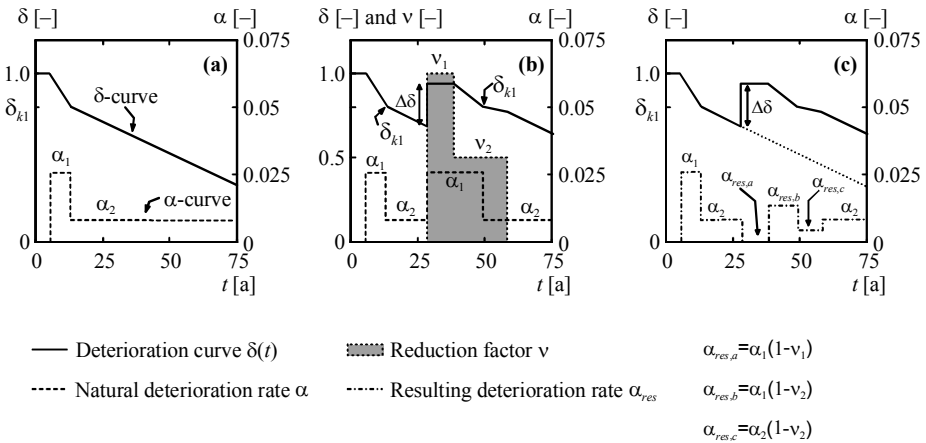 δ [–] α [–] δ [–] and ν [–] α [–] δ [–] α [–]
0.075 0.075 0.075
(a) (b) (c)
ν₁
1.0 1.0 1.0
δ-curve δk1 Δδ Δδ
δk1 0.050 δk1 0.050 δk1 0.050
ν₂
α₁ 0.5 α₁ α₁ α₁ αres,a αres,b αres,c
α₂ α-curve 0.025 α₂ α₂ 0.025 α₂ α₂ 0.025
0 0 0 0 0
0 25 50 75 0 25 50 75 0 25 50 75
t [a] t [a] t [a]
Deterioration curve δ(t) Reduction factor ν αres,a=α₁(1-ν₁)
Natural deterioration rate α Resulting deterioration rate αres αres,b=α₁(1-ν₂)
αres,c=α₂(1-ν₂)